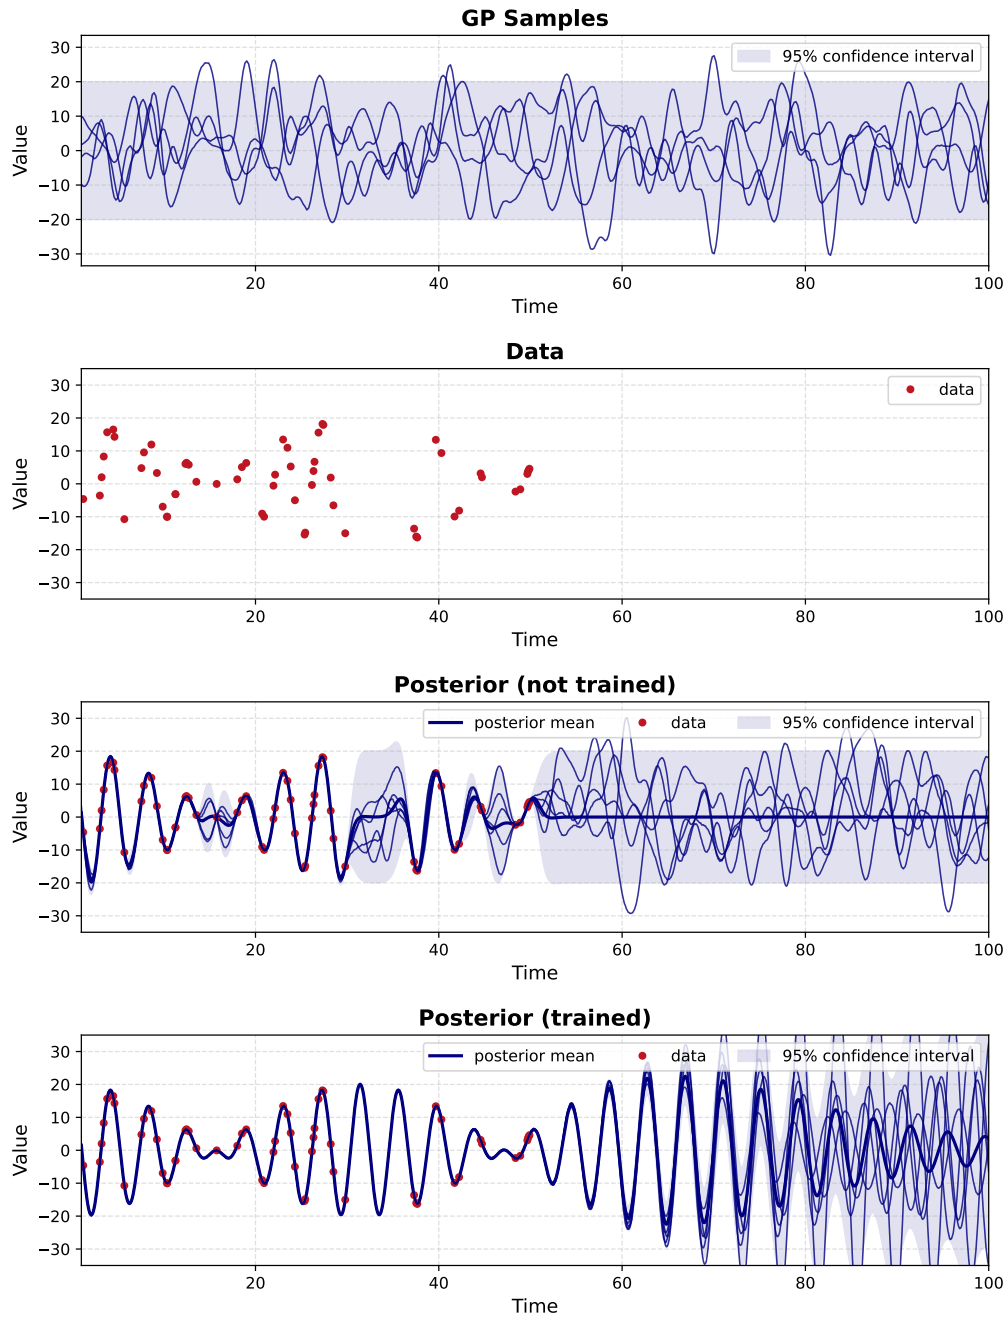 GP Samples
30
20
10
0
−10
−20
−30
Value
95% confidence interval
20 40 60 80 100
Time
Data
30
20
10
0
−10
−20
−30
Value
data
20 40 60 80 100
Time
Posterior (not trained)
30
20
10
0
−10
−20
−30
Value
posterior mean data 95% confidence interval
20 40 60 80 100
Time
Posterior (trained)
30
20
10
0
−10
−20
−30
Value
posterior mean data 95% confidence interval
20 40 60 80 100
Time